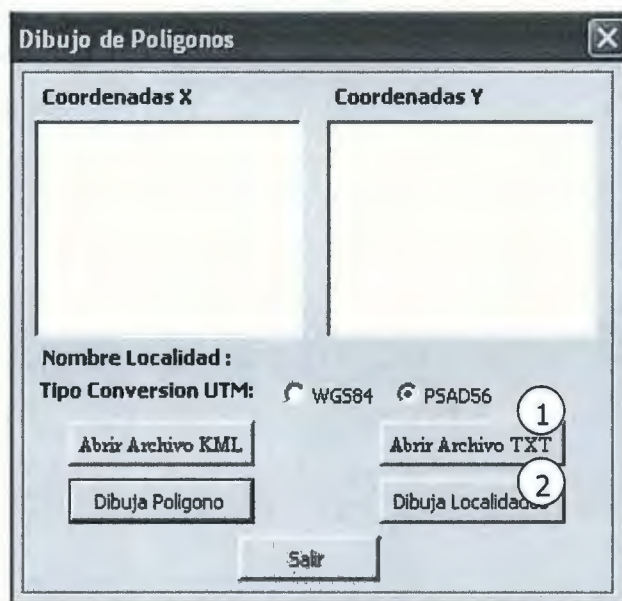 Dibujo de Poligonos
Coordenadas X Coordenadas Y
Nombre Localidad :
Tipo Conversion UTM: WGS84 PSAD56
1
Abrir Archivo KML Abrir Archivo TXT
2
Dibuja Poligono Dibuja
Salir